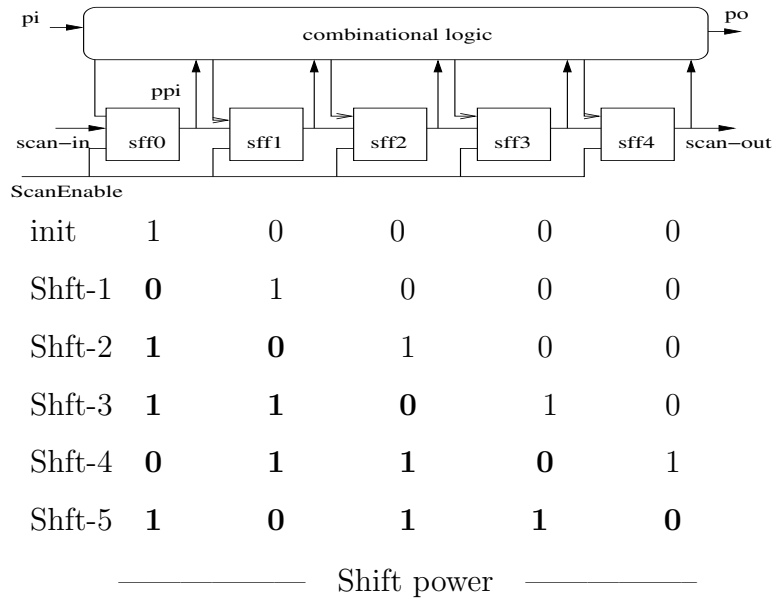 pi
po
combinational logic
ppi
scan-in
sff0
sff1
sff2
sff3
sff4
scan-out
ScanEnable
init 1 0 0 0 0
Shft-1 0 1 0 0 0
Shft-2 1 0 1 0 0
Shft-3 1 1 0 1 0
Shft-4 0 1 1 0 1
Shft-5 1 0 1 1 0
Shift power